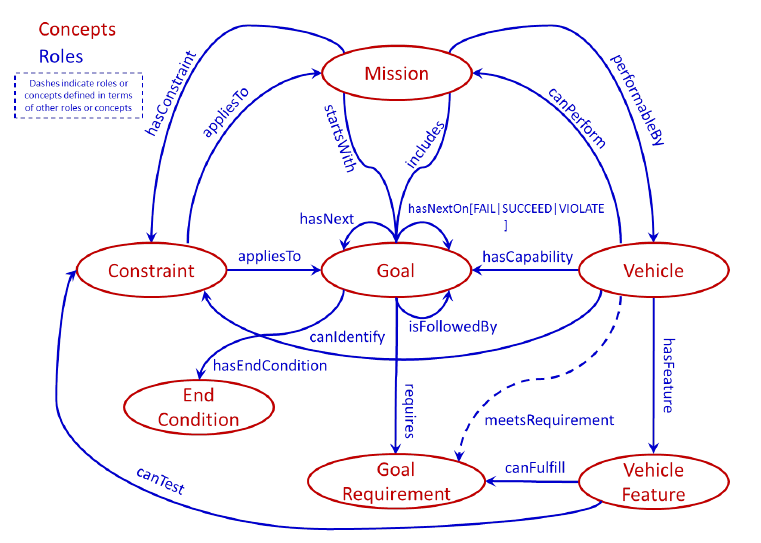 Concepts
Roles
Dashes indicate roles or
concepts defined in terms
of other roles or concepts
Mission
hasConstraint
appliesTo
startsWith
includes
canPerform
performableBy
hasNext
hasNextOn[FAIL|SUCCEED|VIOLATE
]
Constraint
appliesTo
Goal
hasCapability
Vehicle
canIdentify
isFollowedBy
hasEndCondition
hasFeature
End
Condition
requires
meetsRequirement
canTest
Goal
Requirement
canFulfill
Vehicle
Feature